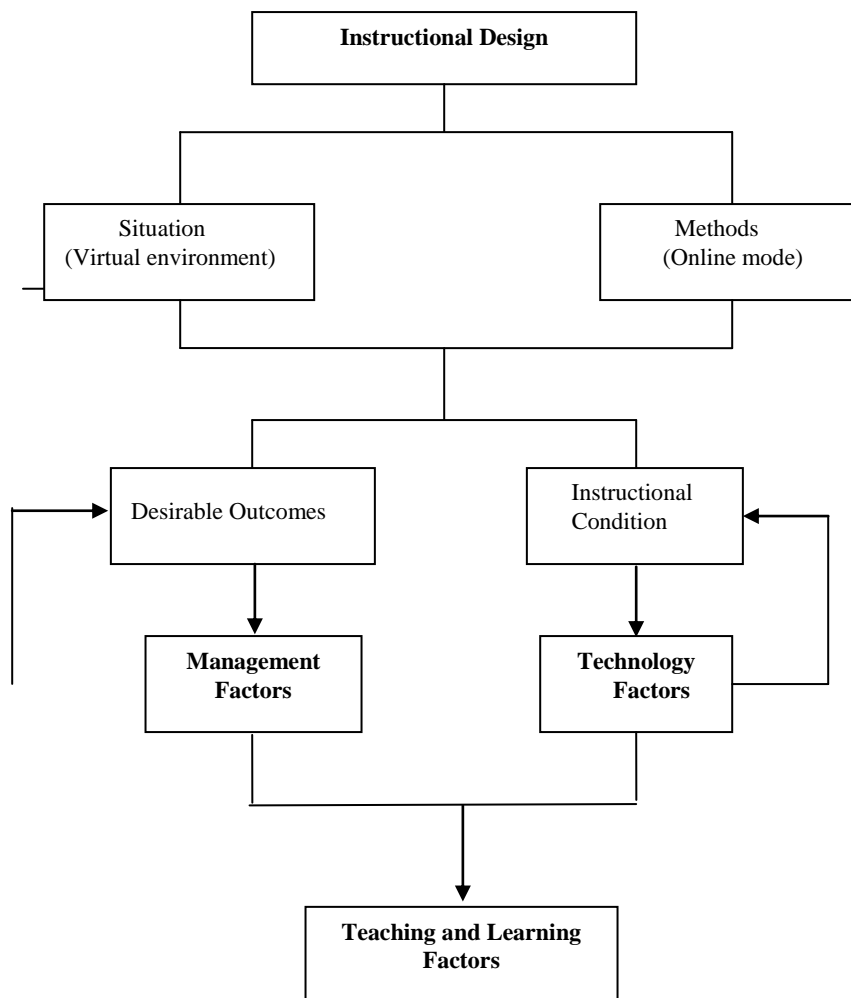 Instructional Design
Situation
(Virtual environment)
Methods
(Online mode)
Desirable Outcomes
Instructional
Condition
Management
Factors
Technology
Factors
Teaching and Learning
Factors